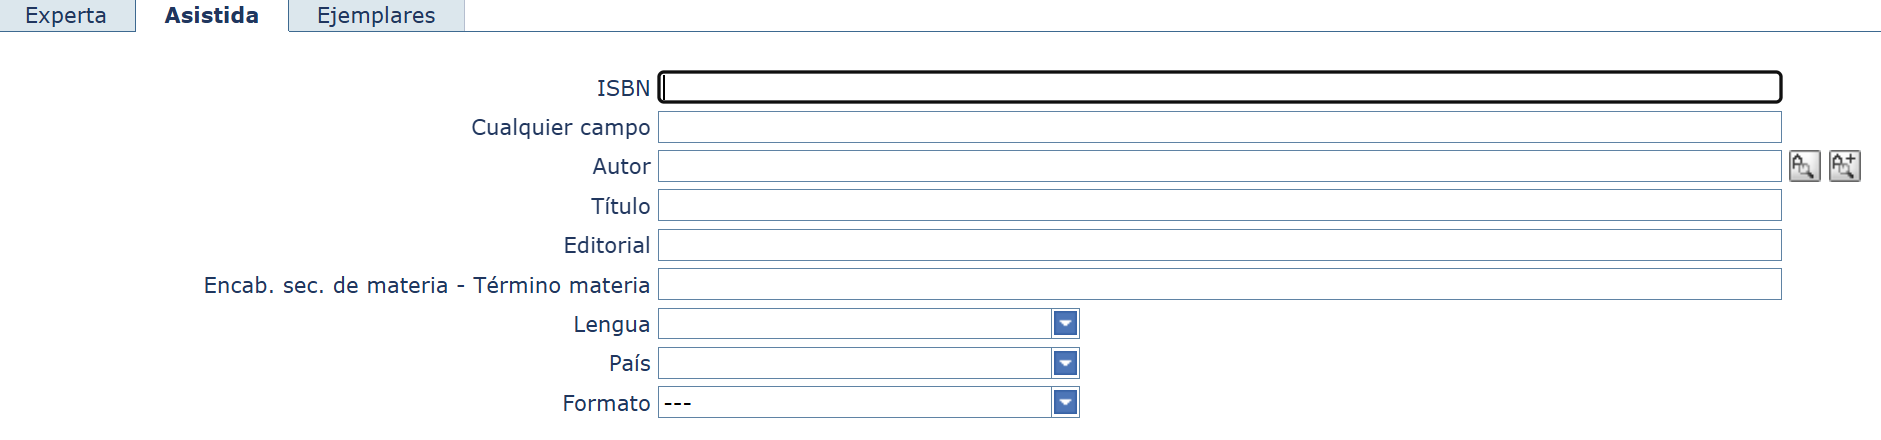 Experta Asistida Ejemplares
ISBN
Cualquier campo
Autor
Título
Editorial
Encab. sec. de materia - Término materia
Lengua
País
Formato ---